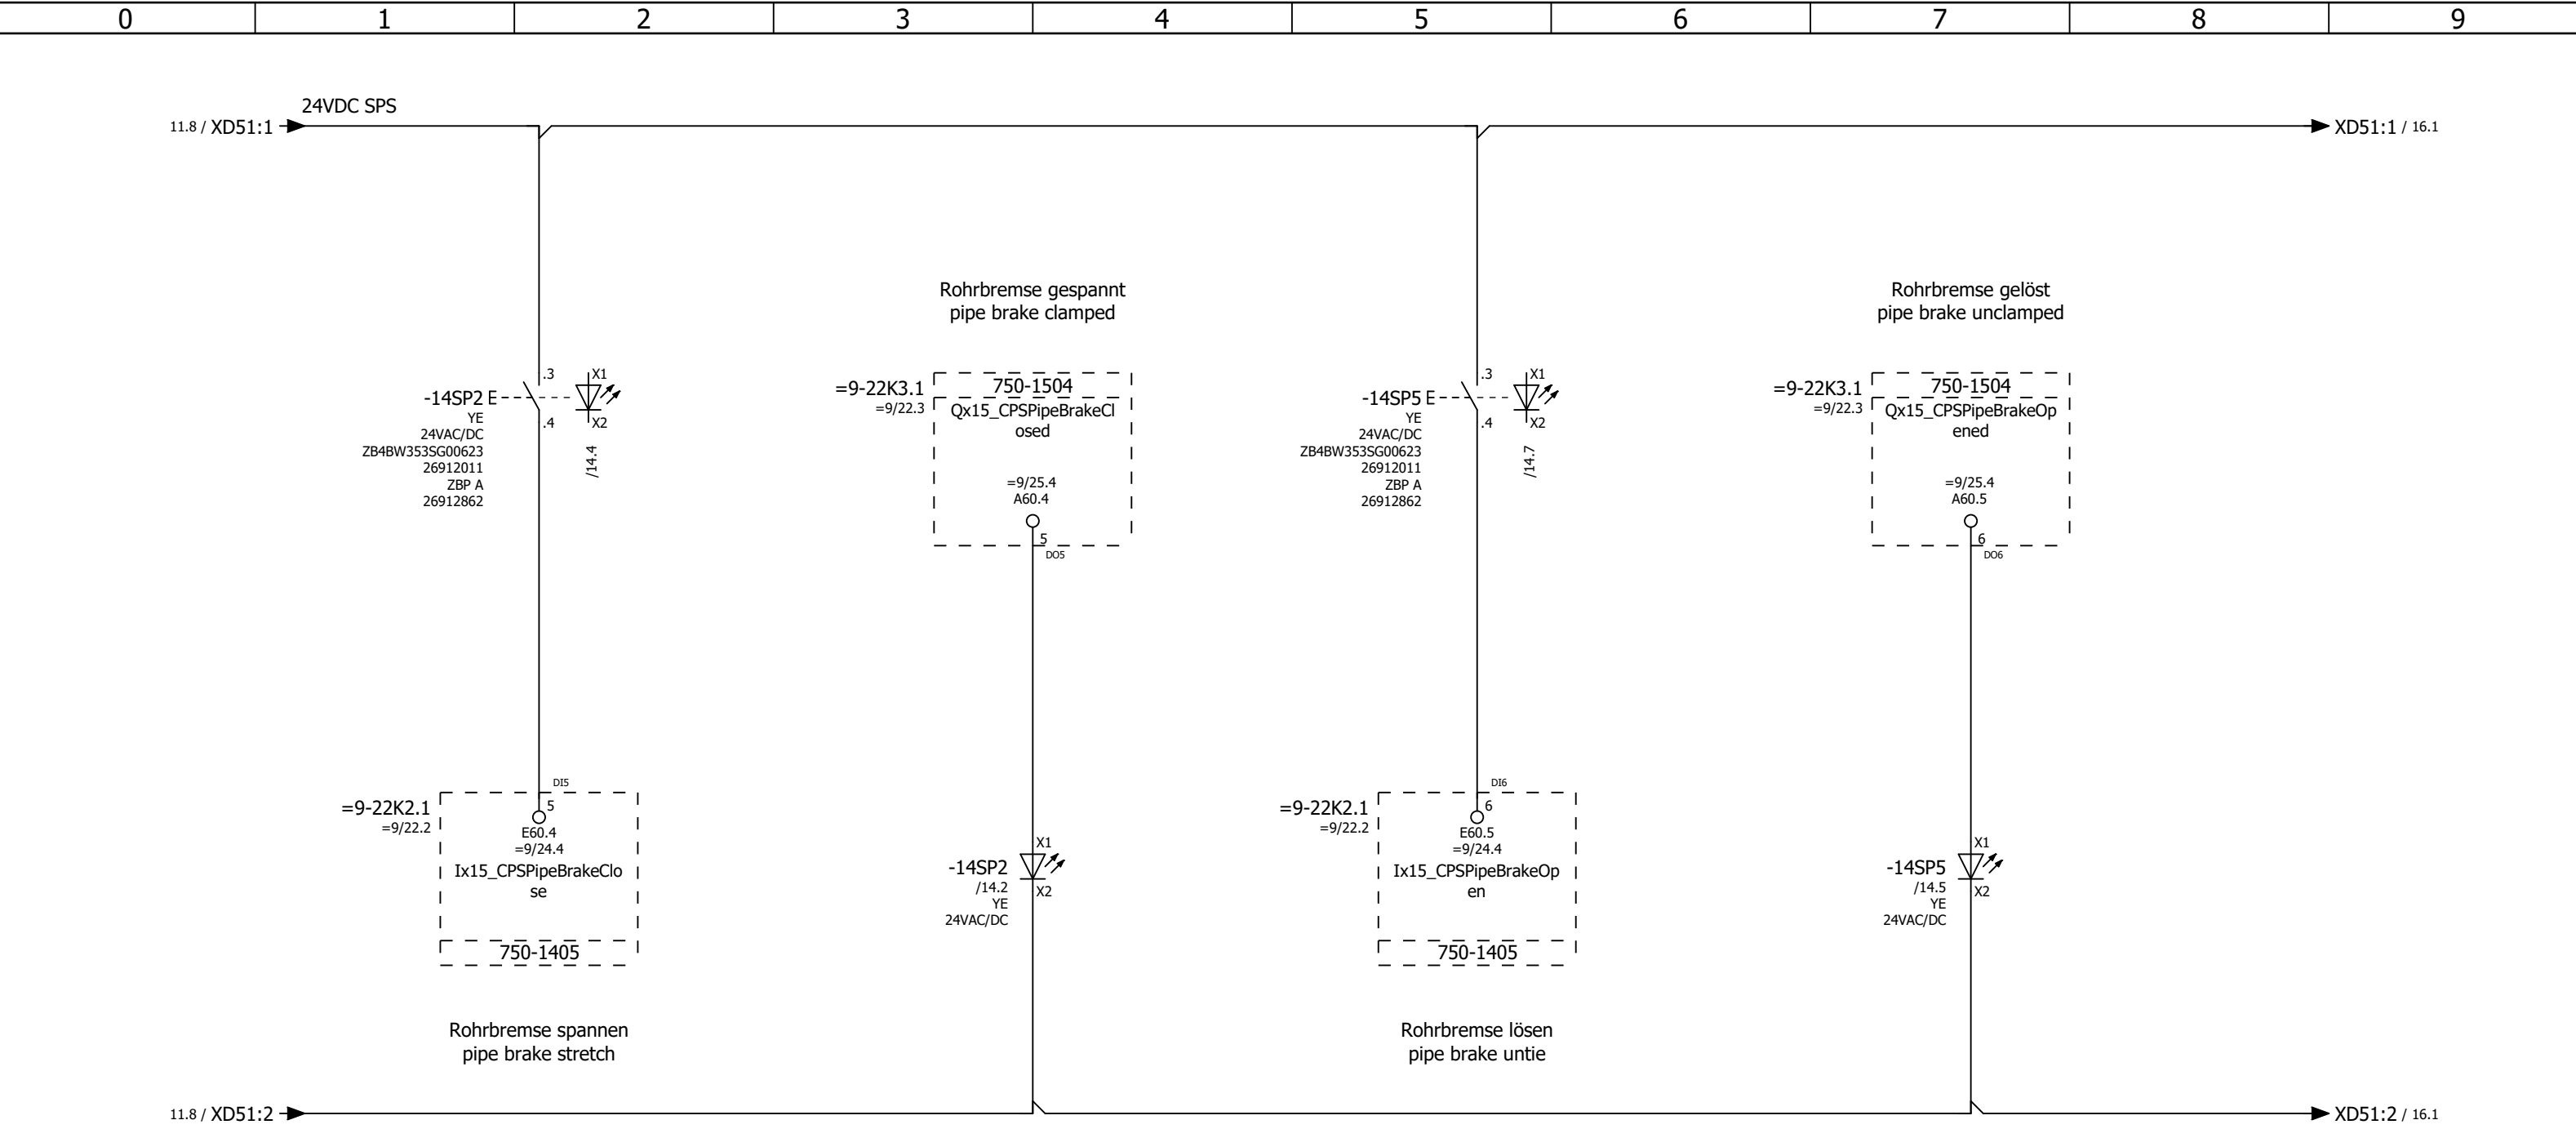 0 1 2 3 4 5 6 7 8 9
24VDC SPS
11.8 / XD51:1
XD51:1 / 16.1
Rohrbremse gespannt
pipe brake clamped
Rohrbremse gelöst
pipe brake unclamped
-14SP2
YE
24VAC/DC
ZB4BW353SG00623
26912011
ZBP A
26912862
.3
.4
X1
X2
/14.4
=9-22K3.1
=9/22.3
750-1504
Qx15_CPSPipeBrakeCl
osed
=9/25.4
A60.4
5
DO5
-14SP5
YE
24VAC/DC
ZB4BW353SG00623
26912011
ZBP A
26912862
.3
.4
X1
X2
/14.7
=9-22K3.1
=9/22.3
750-1504
Qx15_CPSPipeBrakeOp
ened
=9/25.4
A60.5
6
DO6
=9-22K2.1
=9/22.2
DI5
5
E60.4
=9/24.4
Ix15_CPSPipeBrakeClo
se
750-1405
-14SP2
/14.2
YE
24VAC/DC
X1
X2
=9-22K2.1
=9/22.2
DI6
6
E60.5
=9/24.4
Ix15_CPSPipeBrakeOp
en
750-1405
-14SP5
/14.5
YE
24VAC/DC
X1
X2
Rohrbremse spannen
pipe brake stretch
Rohrbremse lösen
pipe brake untie
11.8 / XD51:2
XD51:2 / 16.1